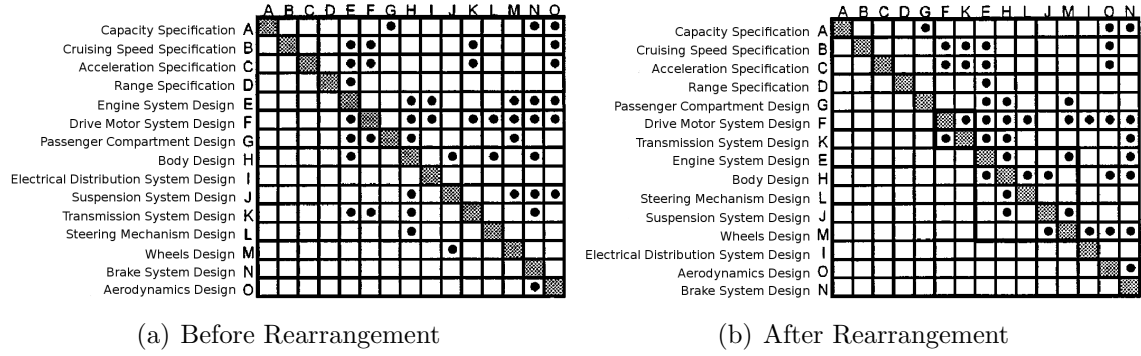 A B C D E F G H I J K L M N O
Capacity Specification A
Cruising Speed Specification B
Acceleration Specification C
Range Specification D
Engine System Design E
Drive Motor System Design F
Passenger Compartment Design G
Body Design H
Electrical Distribution System Design I
Suspension System Design J
Transmission System Design K
Steering Mechanism Design L
Wheels Design M
Brake System Design N
Aerodynamics Design O
(a) Before Rearrangement
A B C D G F K E H L J M I O N
Capacity Specification A
Cruising Speed Specification B
Acceleration Specification C
Range Specification D
Passenger Compartment Design G
Drive Motor System Design F
Transmission System Design K
Engine System Design E
Body Design H
Steering Mechanism Design L
Suspension System Design J
Wheels Design M
Electrical Distribution System Design I
Aerodynamics Design O
Brake System Design N
(b) After Rearrangement